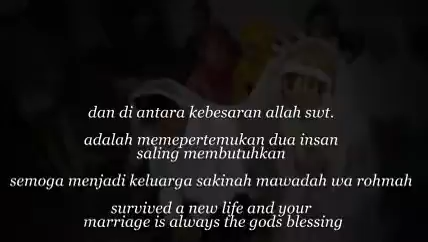 dan di antara kebesaran allah swt.
adalah memepertemukan dua insan
saling membutuhkan
semoga menjadi keluarga sakinah mawadah wa rohmah
survived a new life and your
marriage is always the gods blessing